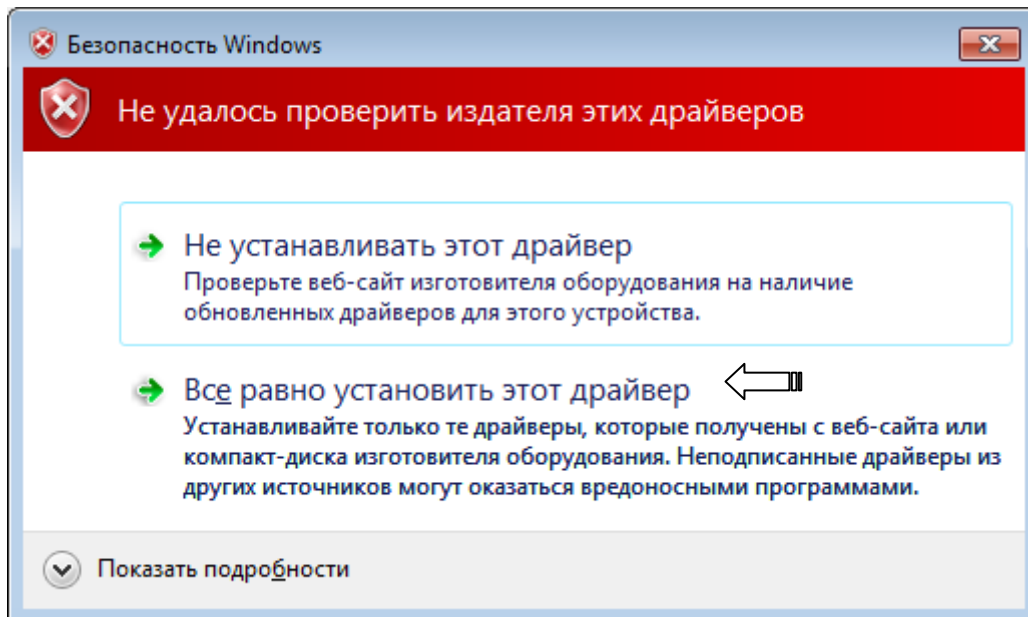 Безопасность Windows
Не удалось проверить издателя этих драйверов
Не устанавливать этот драйвер
Проверьте веб-сайт изготовителя оборудования на наличие
обновленных драйверов для этого устройства.
Все равно установить этот драйвер
Устанавливайте только те драйверы, которые получены с веб-сайта или
компакт-диска изготовителя оборудования. Неподписанные драйверы из
других источников могут оказаться вредоносными программами.
Показать подробности